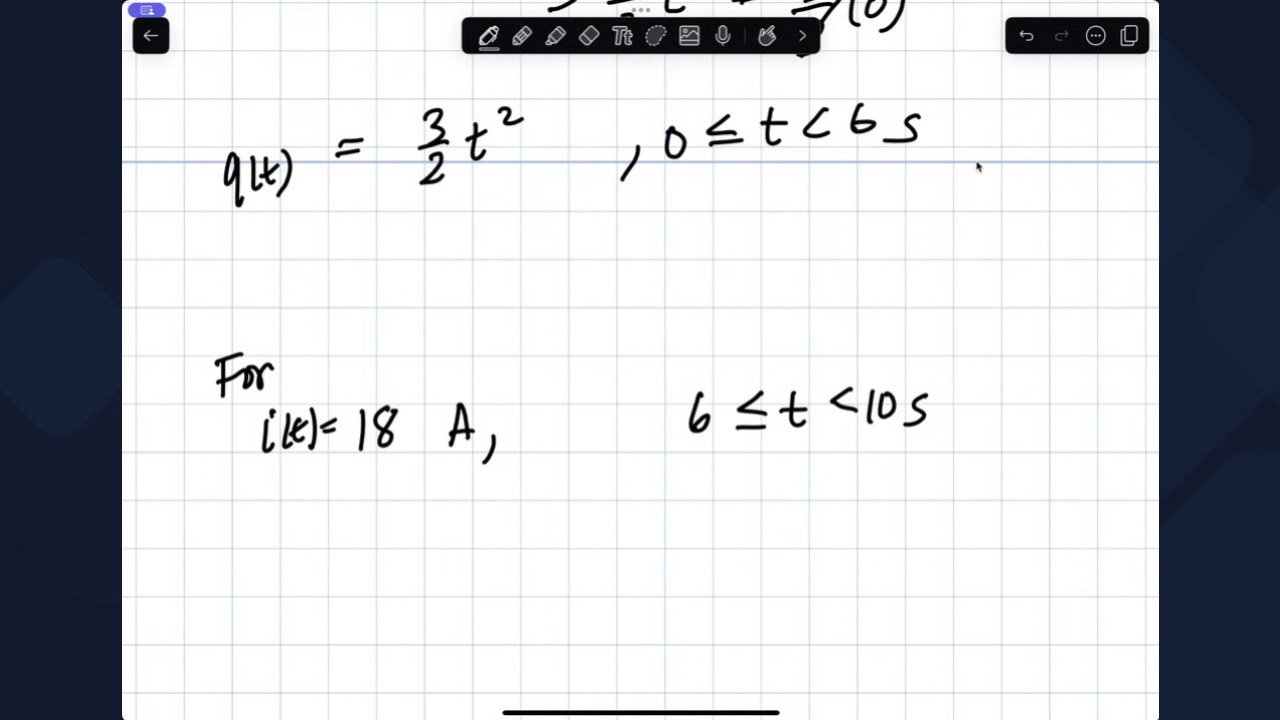 q(t) = 3/2 t², 0 ≤ t < 6 s
For
i(t) = 18 A, 6 ≤ t < 10 s